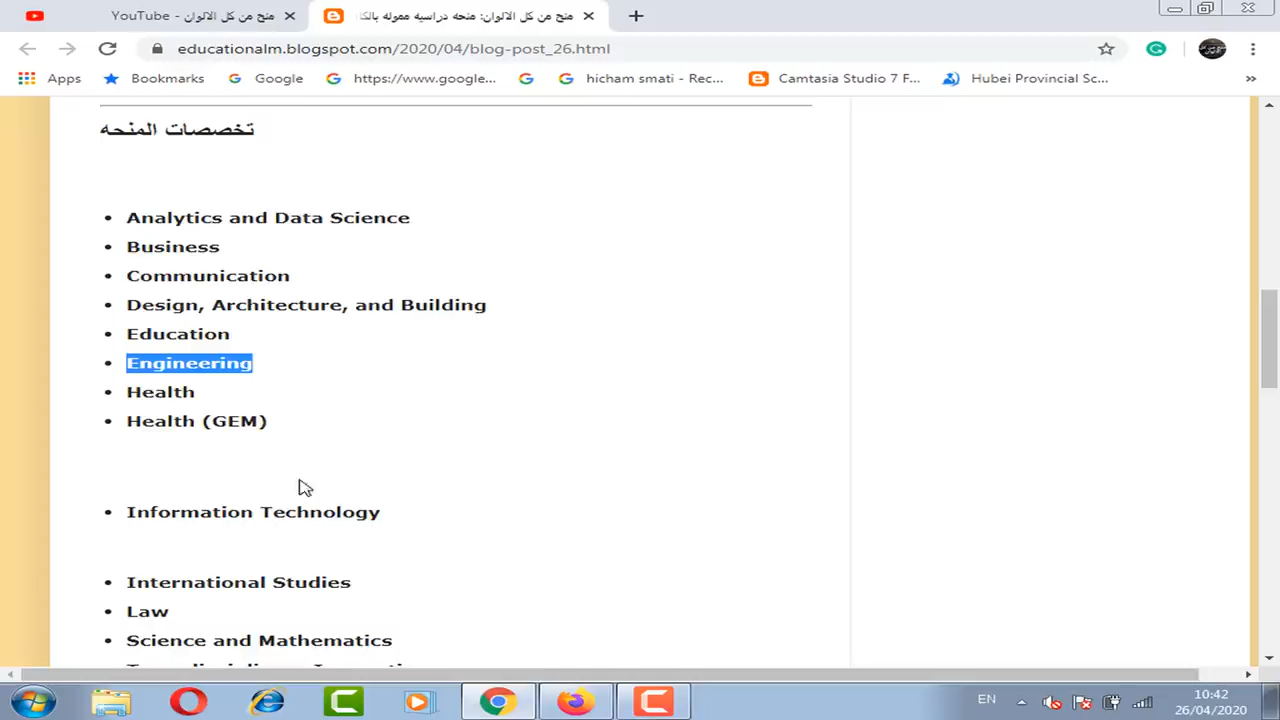 منح من كل الالوان - YouTube
منح من كل الالوان: منحه دراسيه مموله بالكا
educationalm.blogspot.com/2020/04/blog-post_26.html
Apps
Bookmarks
Google
https://www.google...
hicham smati - Rec...
Camtasia Studio 7 F...
Hubei Provincial Sc...
»
تخصصات المنحه
• Analytics and Data Science
• Business
• Communication
• Design, Architecture, and Building
• Education
• Engineering
• Health
• Health (GEM)
• Information Technology
• International Studies
• Law
• Science and Mathematics
EN
10:42
26/04/2020